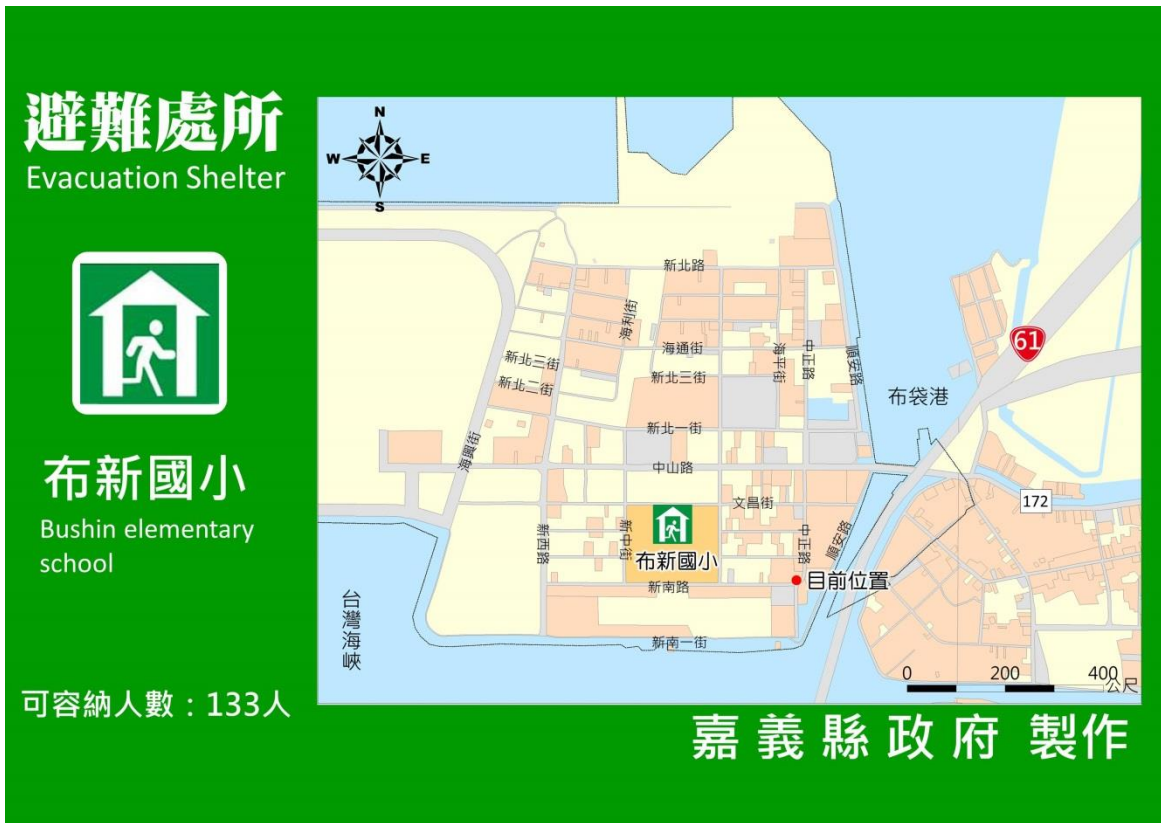 避難處所
Evacuation Shelter
布新國小
Bushin elementary
school
可容納人數：133人
N
W
E
S
新北路
海利街
海通街
新北三街
新北三街
新北二街
海平街
中正路
順安路
61
布袋港
新北一街
海興街
中山路
文昌街
172
新西路
新中街
布新國小
中正路
順安路
新南路
目前位置
新南一街
台灣海峽
0 200 400
公尺
嘉義縣政府 製作